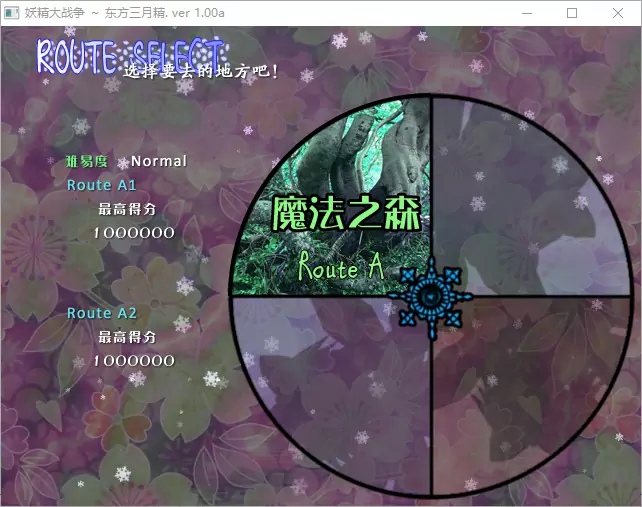 妖精大战争 ~ 东方三月精. ver 1.00a
ROUTE SELECT
选择要去的地方吧!
难易度 Normal
Route A1
最高得分
1000000
魔法之森
Route A
Route A2
最高得分
1000000